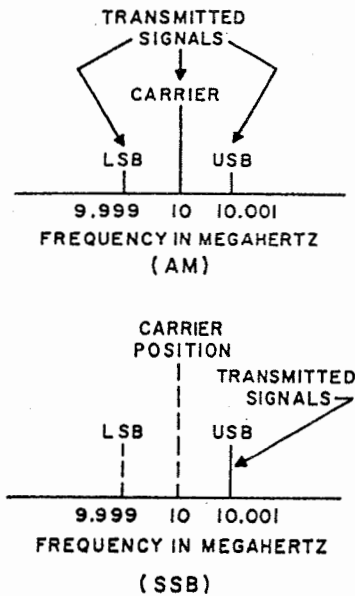 TRANSMITTED
SIGNALS
CARRIER
LSB USB
9.999 10 10.001
FREQUENCY IN MEGAHERTZ
(AM)
CARRIER
POSITION
TRANSMITTED
SIGNALS
LSB USB
9.999 10 10.001
FREQUENCY IN MEGAHERTZ
(SSB)